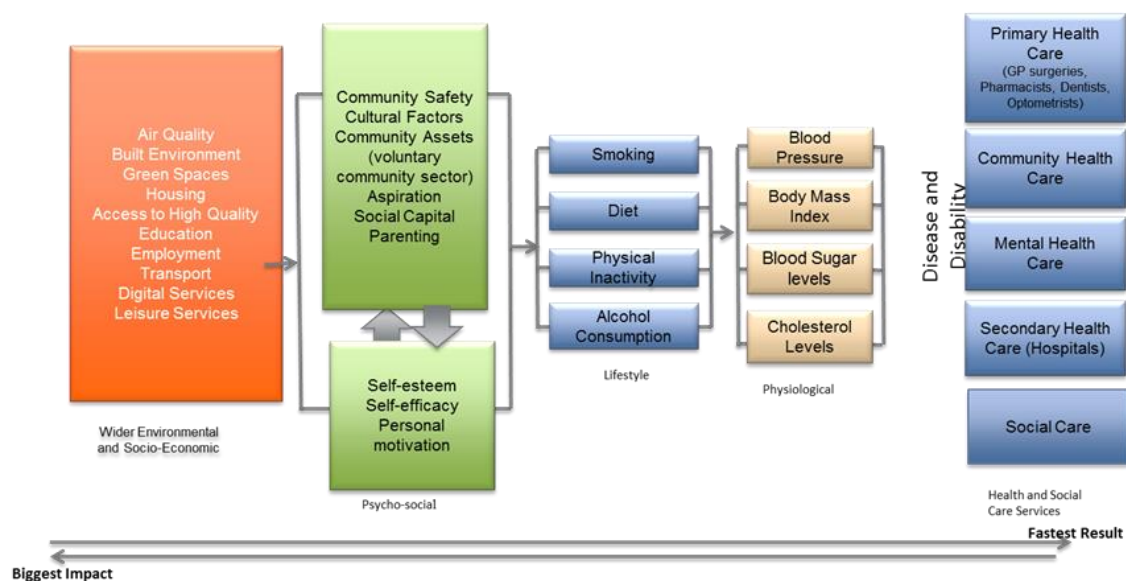 Air Quality
Built Environment
Green Spaces
Housing
Access to High Quality
Education
Employment
Transport
Digital Services
Leisure Services
Wider Environmental
and Socio-Economic
Community Safety
Cultural Factors
Community Assets
(voluntary
community sector)
Aspiration
Social Capital
Parenting
Self-esteem
Self-efficacy
Personal
motivation
Psycho-social
Smoking
Diet
Physical
Inactivity
Alcohol
Consumption
Lifestyle
Blood
Pressure
Body Mass
Index
Blood Sugar
levels
Cholesterol
Levels
Physiological
Disease and
Disability
Primary Health
Care
(GP surgeries,
Pharmacists, Dentists,
Optometrists)
Community Health
Care
Mental Health
Care
Secondary Health
Care (Hospitals)
Social Care
Health and Social
Care Services
Fastest Result
Biggest Impact